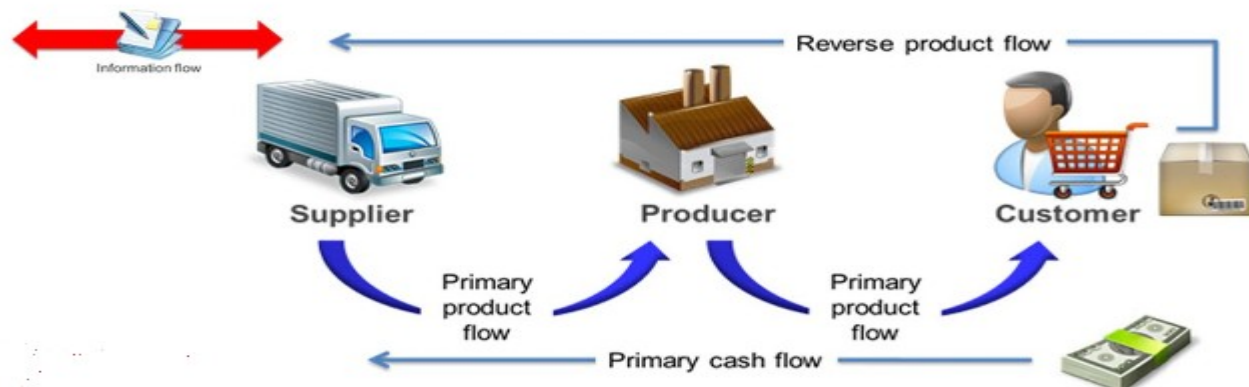 Reverse product flow
Information flow
Supplier
Producer
Customer
Primary
product
flow
Primary
product
flow
Primary cash flow